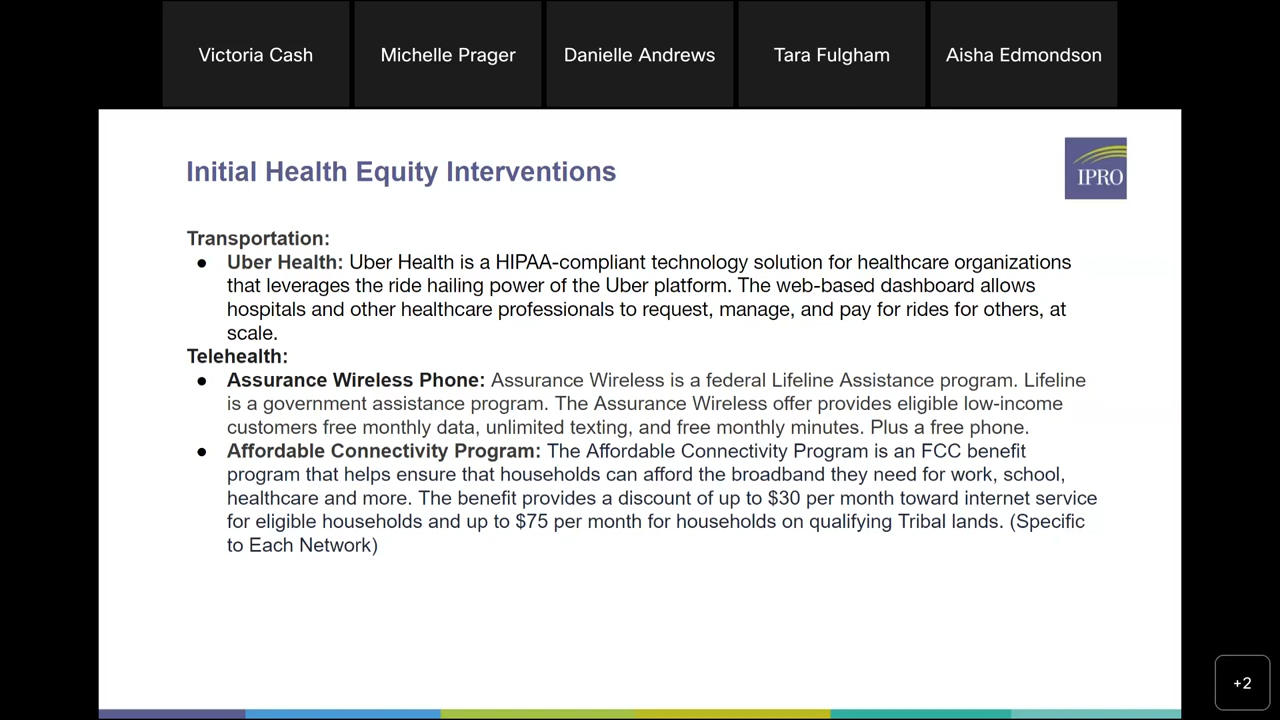 Victoria Cash
Michelle Prager
Danielle Andrews
Tara Fulgham
Aisha Edmondson
Initial Health Equity Interventions
IPRO
Transportation:
● Uber Health: Uber Health is a HIPAA-compliant technology solution for healthcare organizations
that leverages the ride hailing power of the Uber platform. The web-based dashboard allows
hospitals and other healthcare professionals to request, manage, and pay for rides for others, at
scale.
Telehealth:
● Assurance Wireless Phone: Assurance Wireless is a federal Lifeline Assistance program. Lifeline
is a government assistance program. The Assurance Wireless offer provides eligible low-income
customers free monthly data, unlimited texting, and free monthly minutes. Plus a free phone.
● Affordable Connectivity Program: The Affordable Connectivity Program is an FCC benefit
program that helps ensure that households can afford the broadband they need for work, school,
healthcare and more. The benefit provides a discount of up to $30 per month toward internet service
for eligible households and up to $75 per month for households on qualifying Tribal lands. (Specific
to Each Network)
+2